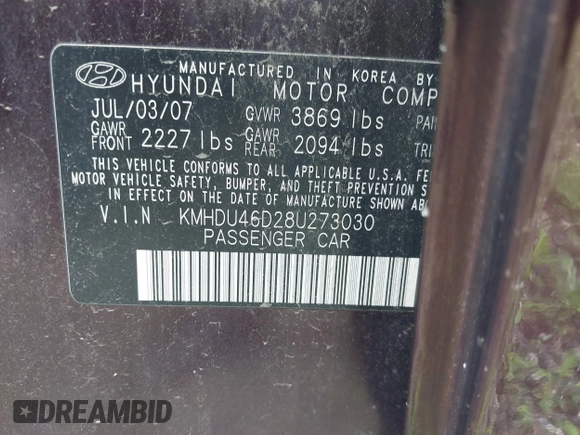 MANUFACTURED IN KOREA BY
HYUNDAI MOTOR COMP
JUL/03/07 GVWR 3869 lbs
GAWR FRONT 2227 lbs GAWR REAR 2094 lbs
THIS VEHICLE CONFORMS TO ALL APPLICABLE U.S.A. FE
MOTOR VEHICLE SAFETY, BUMPER, AND THEFT PREVENTION S
IN EFFECT ON THE DATE OF MANUFACTURE SHOWN AB
V.I.N KMHDU46D28U273030
PASSENGER CAR
DREAMBID